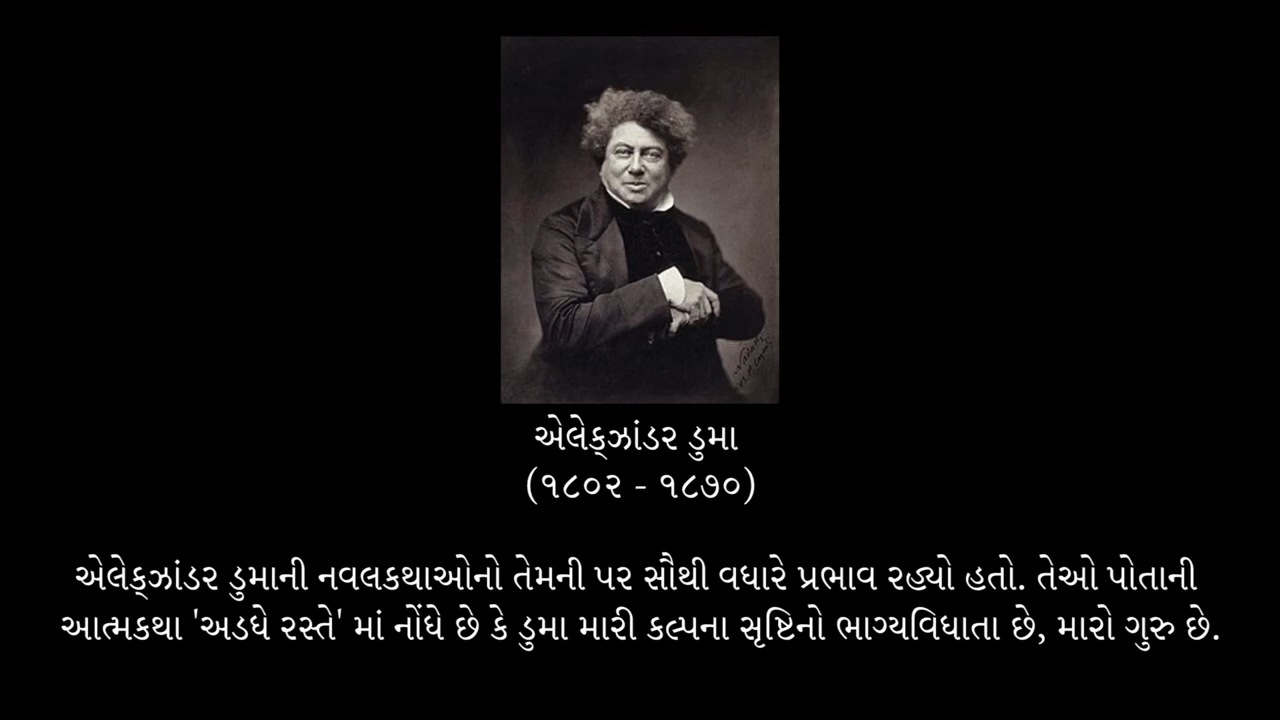 એલેક્ઝાંડર ડુમા
(૧૮૦૨ - ૧૮૭૦)
એલેક્ઝાંડર ડુમાની નવલકથાઓનો તેમની પર સૌથી વધારે પ્રભાવ રહ્યો હતો. તેઓ પોતાની
આત્મકથા 'અડધે રસ્તે' માં નોંધે છે કે ડુમા મારી કલ્પના સૃષ્ટિનો ભાગ્યવિધાતા છે, મારો ગુરુ છે.